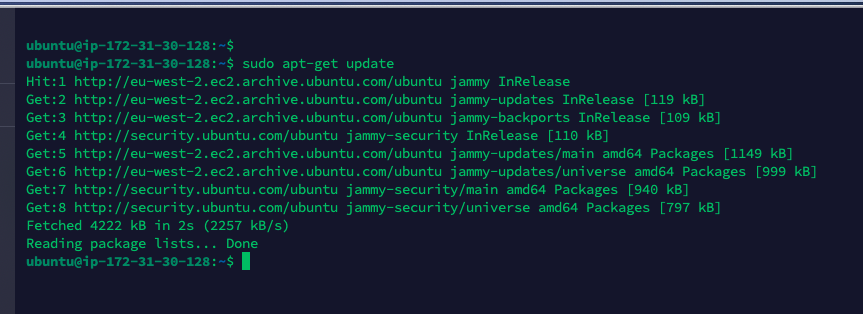 ubuntu@ip-172-31-30-128:~$
ubuntu@ip-172-31-30-128:~$ sudo apt-get update
Hit:1 http://eu-west-2.ec2.archive.ubuntu.com/ubuntu jammy InRelease
Get:2 http://eu-west-2.ec2.archive.ubuntu.com/ubuntu jammy-updates InRelease [119 kB]
Get:3 http://eu-west-2.ec2.archive.ubuntu.com/ubuntu jammy-backports InRelease [109 kB]
Get:4 http://security.ubuntu.com/ubuntu jammy-security InRelease [110 kB]
Get:5 http://eu-west-2.ec2.archive.ubuntu.com/ubuntu jammy-updates/main amd64 Packages [1149 kB]
Get:6 http://eu-west-2.ec2.archive.ubuntu.com/ubuntu jammy-updates/universe amd64 Packages [999 kB]
Get:7 http://security.ubuntu.com/ubuntu jammy-security/main amd64 Packages [940 kB]
Get:8 http://security.ubuntu.com/ubuntu jammy-security/universe amd64 Packages [797 kB]
Fetched 4222 kB in 2s (2257 kB/s)
Reading package lists... Done
ubuntu@ip-172-31-30-128:~$